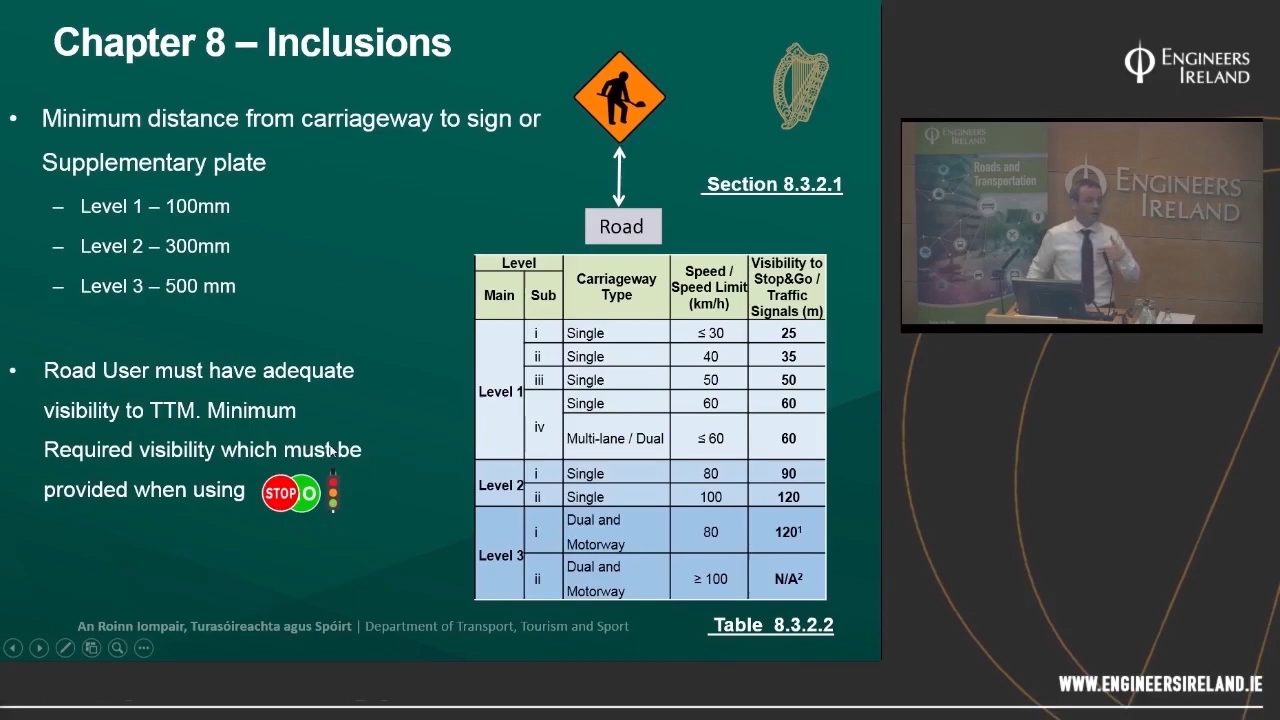 Chapter 8 – Inclusions
• Minimum distance from carriageway to sign or
Supplementary plate
– Level 1 – 100mm
– Level 2 – 300mm
– Level 3 – 500 mm
• Road User must have adequate
visibility to TTM. Minimum
Required visibility which must be
provided when using
STOP
Section 8.3.2.1
Road
Level
Main Sub Carriageway Type Speed / Speed Limit (km/h) Visibility to Stop&Go / Traffic Signals (m)
Level 1 i Single ≤ 30 25
ii Single 40 35
iii Single 50 50
iv Single 60 60
Multi-lane / Dual ≤ 60 60
Level 2 i Single 80 90
ii Single 100 120
Level 3 i Dual and Motorway 80 120¹
ii Dual and Motorway ≥ 100 N/A²
Table 8.3.2.2
An Roinn Iompair, Turasóireachta agus Spóirt | Department of Transport, Tourism and Sport
ENGINEERS
IRELAND
ENGINEERS
IRELAND
Roads and
Transportation
ENGINEERS
IRELAND
WWW.ENGINEERSIRELAND.IE